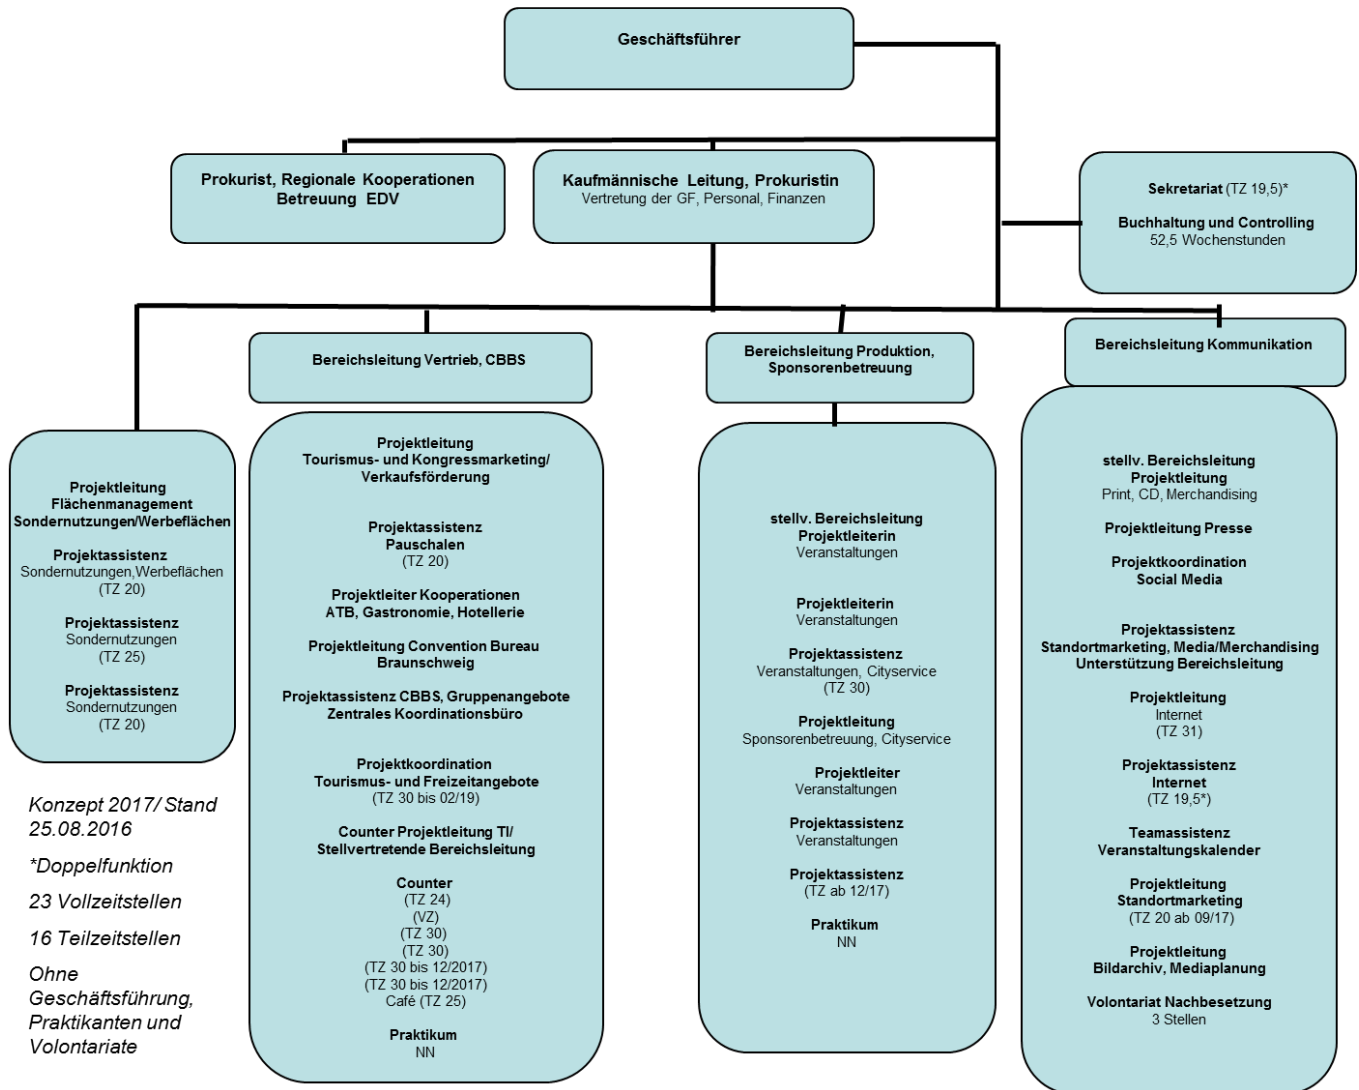 Geschäftsführer
Prokurist, Regionale Kooperationen
Betreuung EDV
Kaufmännische Leitung, Prokuristin
Vertretung der GF, Personal, Finanzen
Sekretariat (TZ 19,5)*
Buchhaltung und Controlling
52,5 Wochenstunden
Bereichsleitung Vertrieb, CBBS
Bereichsleitung Produktion,
Sponsorenbetreuung
Bereichsleitung Kommunikation
Projektleitung
Flächenmanagement
Sondernutzungen/Werbeflächen
Projektassistenz
Sondernutzungen,Werbeflächen
(TZ 20)
Projektassistenz
Sondernutzungen
(TZ 25)
Projektassistenz
Sondernutzungen
(TZ 20)
Projektleitung
Tourismus- und Kongressmarketing/
Verkaufsförderung
Projektassistenz
Pauschalen
(TZ 20)
Projektleiter Kooperationen
ATB, Gastronomie, Hotellerie
Projektleitung Convention Bureau
Braunschweig
Projektassistenz CBBS, Gruppenangebote
Zentrales Koordinationsbüro
Projektkoordination
Tourismus- und Freizeitangebote
(TZ 30 bis 02/19)
Counter Projektleitung TI/
Stellvertretende Bereichsleitung
Counter
(TZ 24)
(VZ)
(TZ 30)
(TZ 30)
(TZ 30 bis 12/2017)
(TZ 30 bis 12/2017)
Café (TZ 25)
Praktikum
NN
stellv. Bereichsleitung
Projektleiterin
Veranstaltungen
Projektleiterin
Veranstaltungen
Projektassistenz
Veranstaltungen, Cityservice
(TZ 30)
Projektleitung
Sponsorenbetreuung, Cityservice
Projektleiter
Veranstaltungen
Projektassistenz
Veranstaltungen
Projektassistenz
(TZ ab 12/17)
Praktikum
NN
stellv. Bereichsleitung
Projektleitung
Print, CD, Merchandising
Projektleitung Presse
Projektkoordination
Social Media
Projektassistenz
Standortmarketing, Media/Merchandising
Unterstützung Bereichsleitung
Projektleitung
Internet
(TZ 31)
Projektassistenz
Internet
(TZ 19,5*)
Teamassistenz
Veranstaltungskalender
Projektleitung
Standortmarketing
(TZ 20 ab 09/17)
Projektleitung
Bildarchiv, Mediaplanung
Volontariat Nachbesetzung
3 Stellen
Konzept 2017/ Stand
25.08.2016
*Doppelfunktion
23 Vollzeitstellen
16 Teilzeitstellen
Ohne
Geschäftsführung,
Praktikanten und
Volontariate